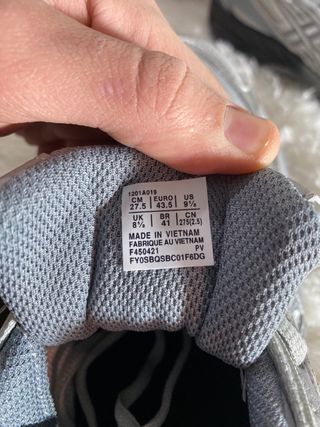 1201A019
CM EURO US
27.5 43.5 9½
UK BR CN
8½ 41 275(2.5)
MADE IN VIETNAM
FABRIQUE AU VIETNAM
F450421 PV
FY0SBQSBC01F6DG